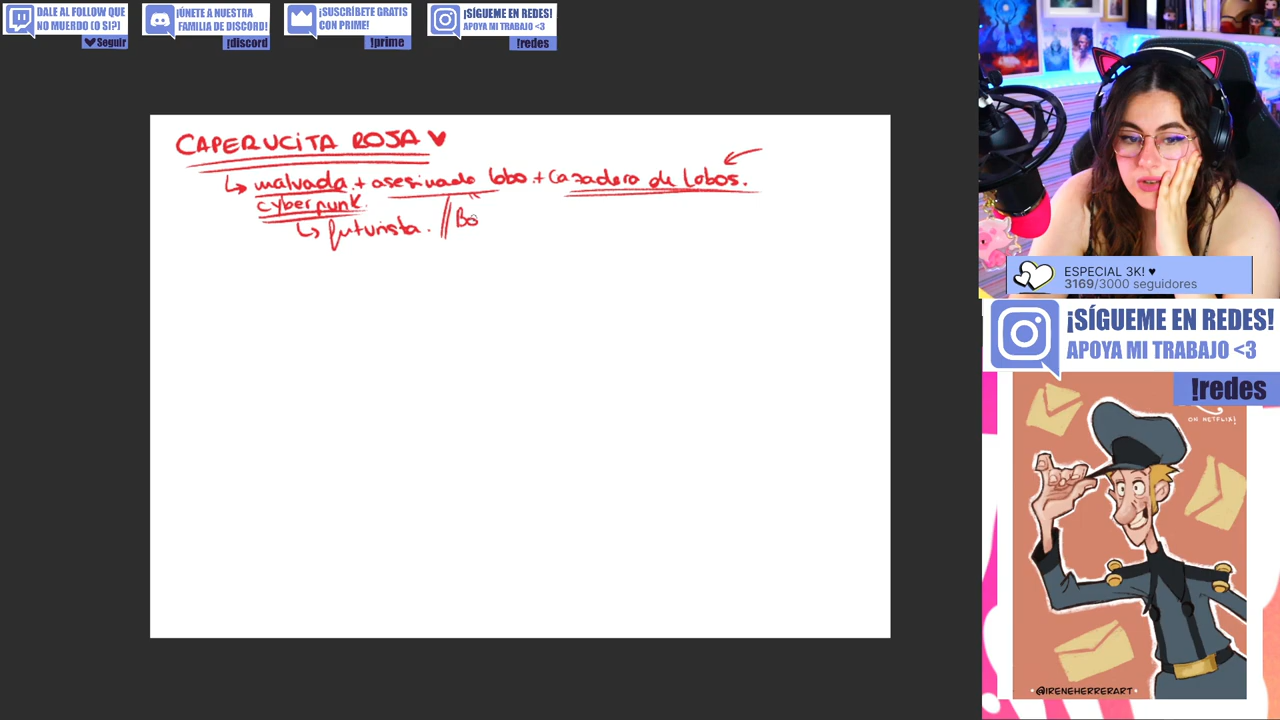 DALE AL FOLLOW QUE
NO MUERDO (O SI?)
Seguir
¡ÚNETE A NUESTRA
FAMILIA DE DISCORD!
!discord
¡SUSCRÍBETE GRATIS
CON PRIME!
!prime
¡SÍGUEME EN REDES!
APOYA MI TRABAJO <3
!redes
CAPERUCITA ROJA ♥
↳ malvada + asesinado lobo + Cazadora de lobos.
cyberpunk.
↳ futurista. // Bo
ESPECIAL 3K! ♥
3169/3000 seguidores
¡SÍGUEME EN REDES!
APOYA MI TRABAJO <3
!redes
ON NETFLIX!
@IRENEHERRERART